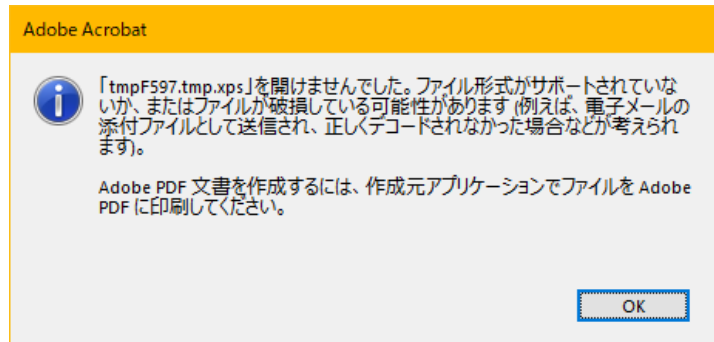 Adobe Acrobat
「tmpF597.tmp.xps」を開けませんでした。ファイル形式がサポートされていな
いか、またはファイルが破損している可能性があります (例えば、電子メールの
添付ファイルとして送信され、正しくデコードされなかった場合などが考えられ
ます)。
Adobe PDF 文書を作成するには、作成元アプリケーションでファイルを Adobe
PDF に印刷してください。
OK